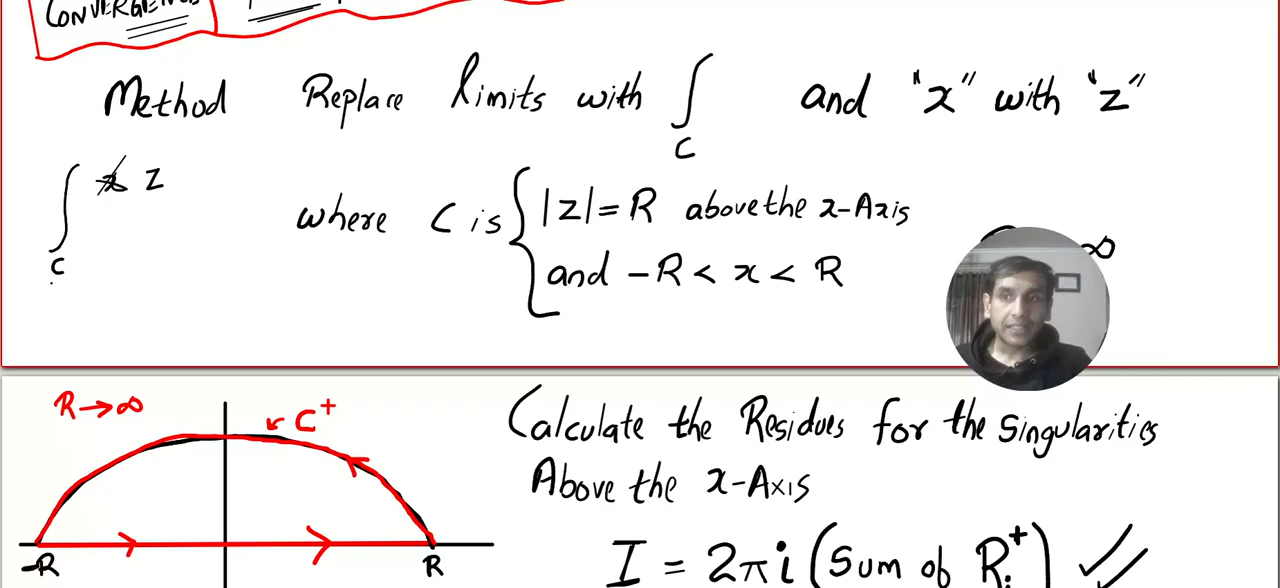 CONVERGENCE
Method Replace limits with ∫ and "x" with "z"
C
∫ z
C
where C is { |z| = R above the x-Axis
and -R < x < R
∞
R → ∞
C⁺
-R
R
Calculate the Residues for the Singularities
Above the x-Axis
I = 2πi (Sum of Rᵢ⁺)